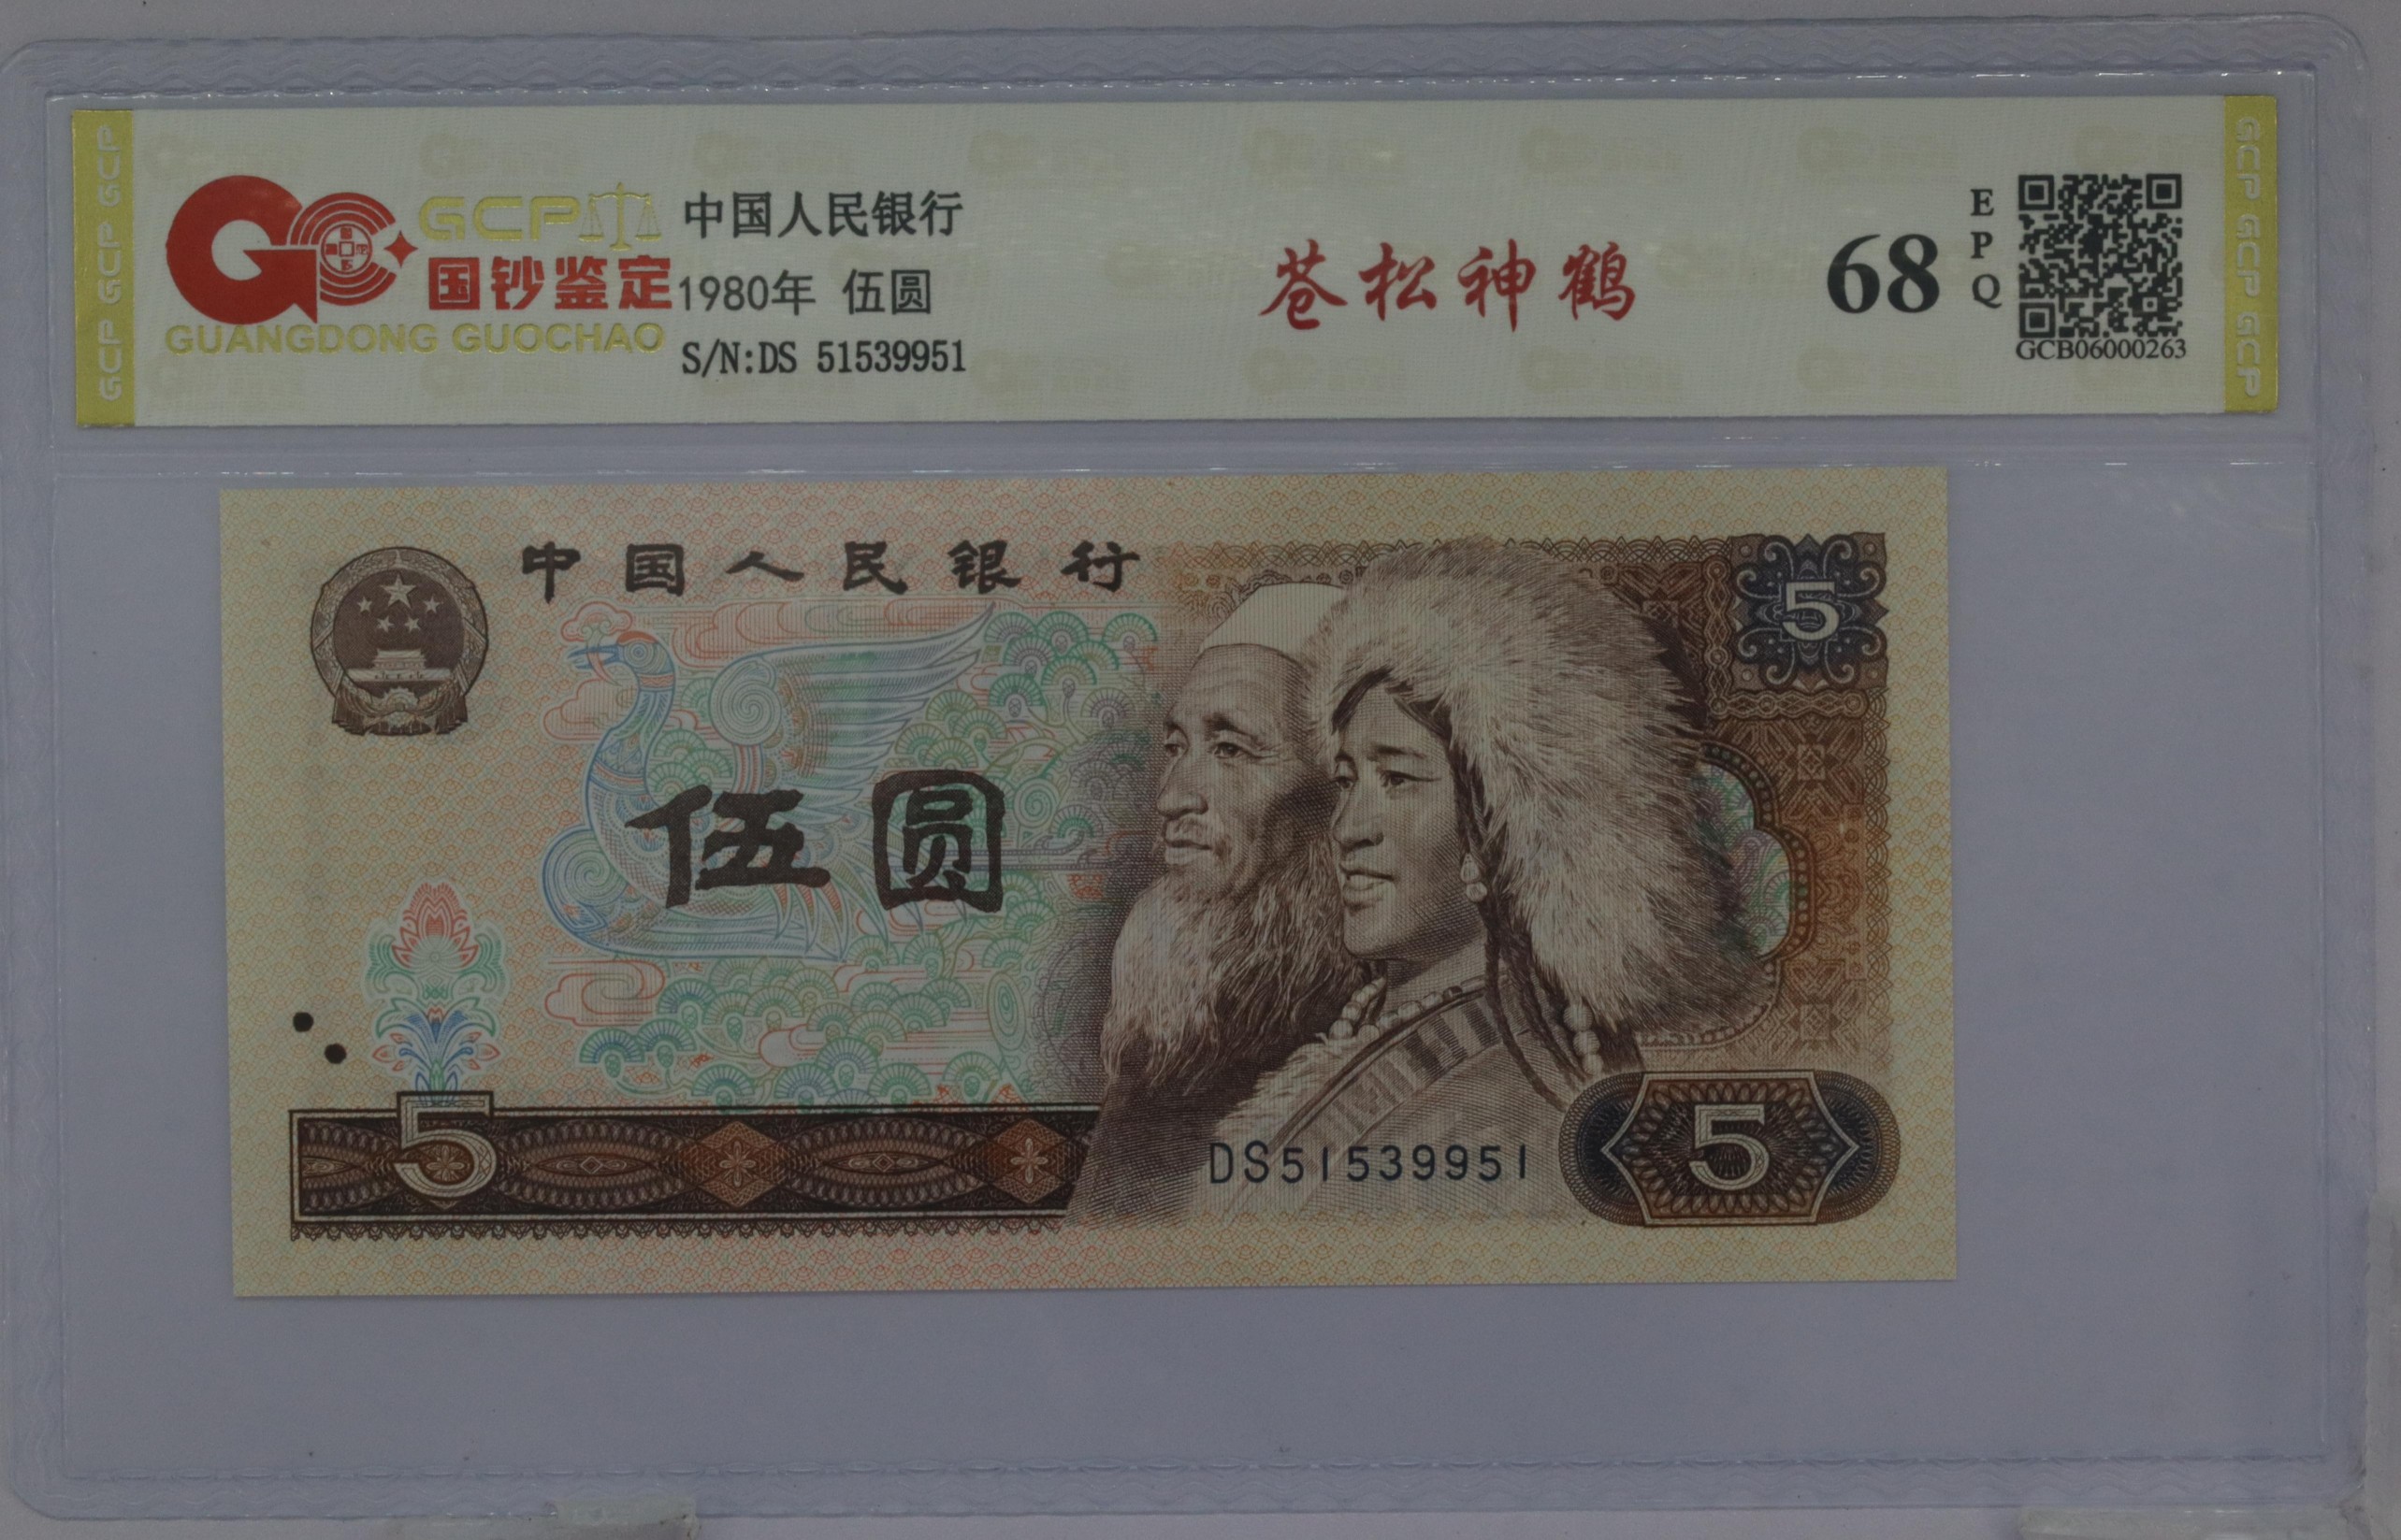 GCP
国钞鉴定
GUANGDONG GUOCHAO
中国人民银行
1980年 伍圆
S/N:DS 51539951
苍松神鹤
68
EPQ
GCB06000263
GCP GCP GCP
GCP GCP GCP
中国人民银行
5
伍圆
5
DS51539951
5